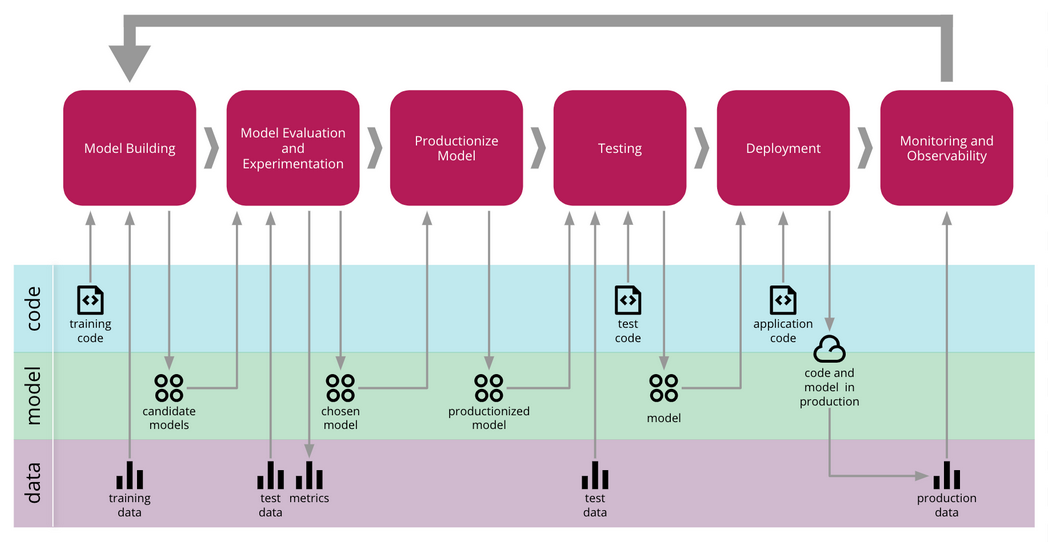 Model Building
Model Evaluation
and
Experimentation
Productionize
Model
Testing
Deployment
Monitoring and
Observability
code
training
code
test
code
application
code
model
candidate
models
chosen
model
productionized
model
model
code and
model in
production
data
training
data
test
data
metrics
test
data
production
data